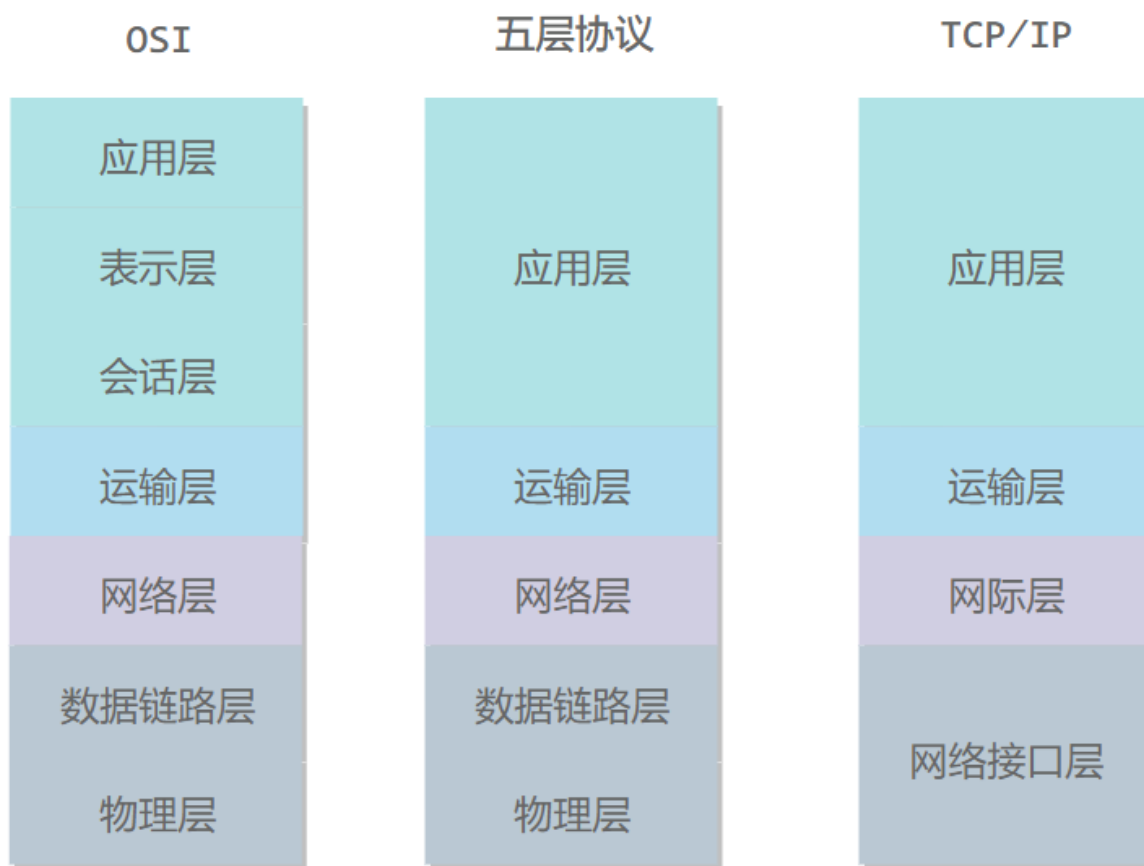 OSI
五层协议
TCP/IP
应用层
表示层
会话层
运输层
网络层
数据链路层
物理层
应用层
运输层
网络层
数据链路层
物理层
应用层
运输层
网际层
网络接口层